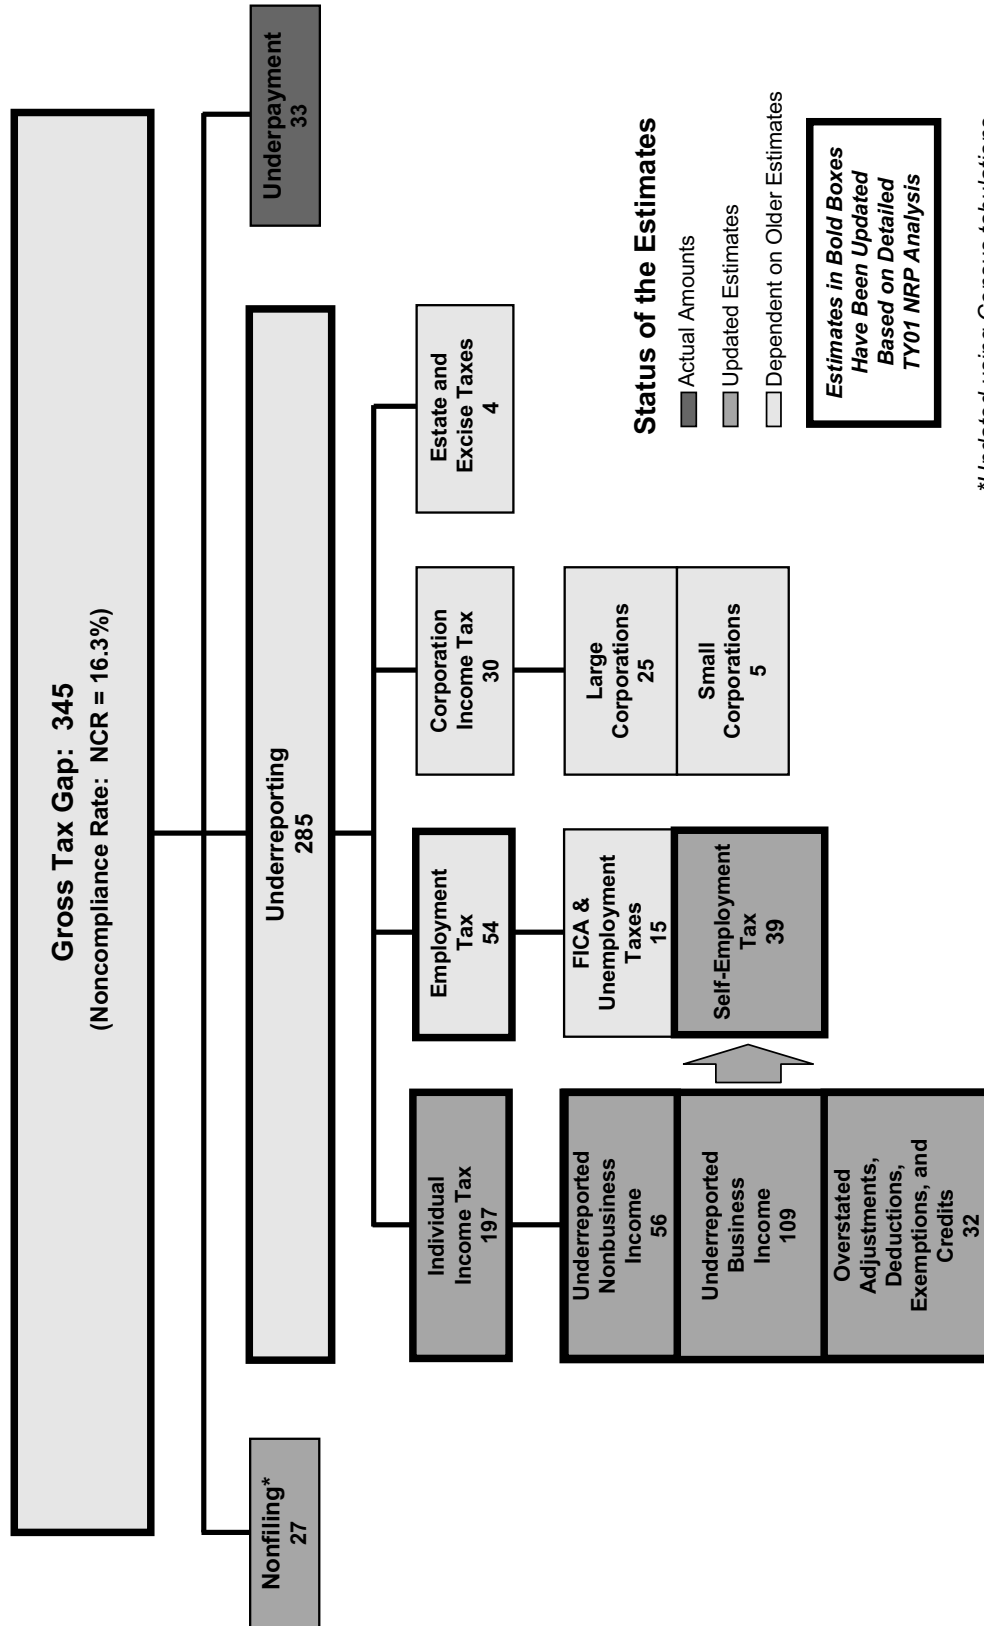 Gross Tax Gap: 345
(Noncompliance Rate: NCR = 16.3%)
Nonfiling*
27
Underreporting
285
Underpayment
33
Individual
Income Tax
197
Employment
Tax
54
Corporation
Income Tax
30
Estate and
Excise Taxes
4
Underreported
Nonbusiness
Income
56
Underreported
Business
Income
109
Overstated
Adjustments,
Deductions,
Exemptions, and
Credits
32
FICA &
Unemployment
Taxes
15
Self-Employment
Tax
39
Large
Corporations
25
Small
Corporations
5
Status of the Estimates
Actual Amounts
Updated Estimates
Dependent on Older Estimates
Estimates in Bold Boxes
Have Been Updated
Based on Detailed
TY01 NRP Analysis
*Updated using Census tabulations